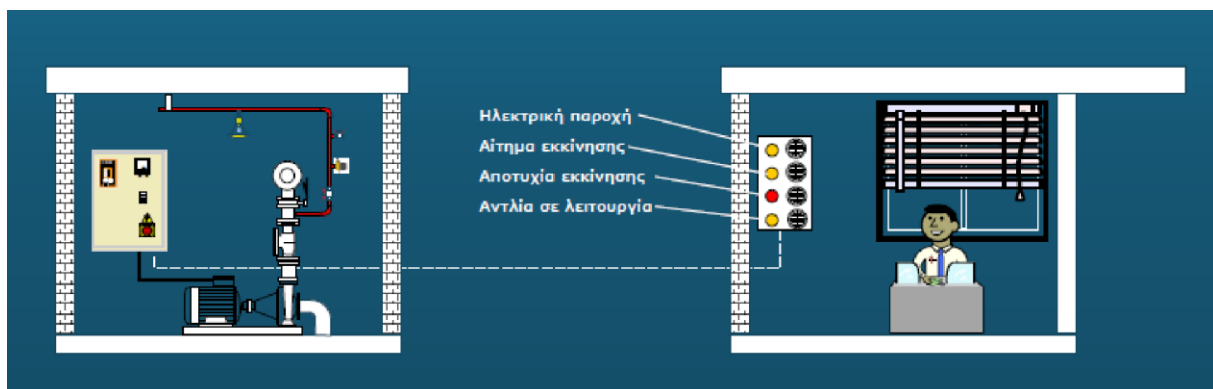 Ηλεκτρική παροχή
Αίτημα εκκίνησης
Αποτυχία εκκίνησης
Αντλία σε λειτουργία